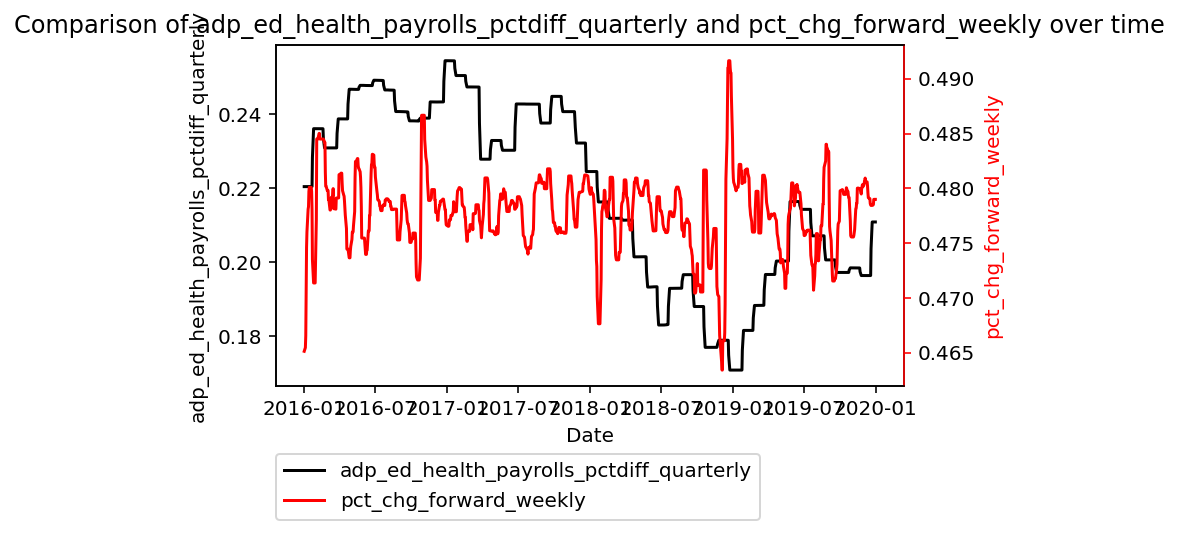 Comparison of adp_ed_health_payrolls_pctdiff_quarterly and pct_chg_forward_weekly over time
adp_ed_health_payrolls_pctdiff_quarterly
0.24
0.22
0.20
0.18
0.490
0.485
0.480
0.475
0.470
0.465
pct_chg_forward_weekly
2016-01 2016-07 2017-01 2017-07 2018-01 2018-07 2019-01 2019-07 2020-01
Date
adp_ed_health_payrolls_pctdiff_quarterly
pct_chg_forward_weekly